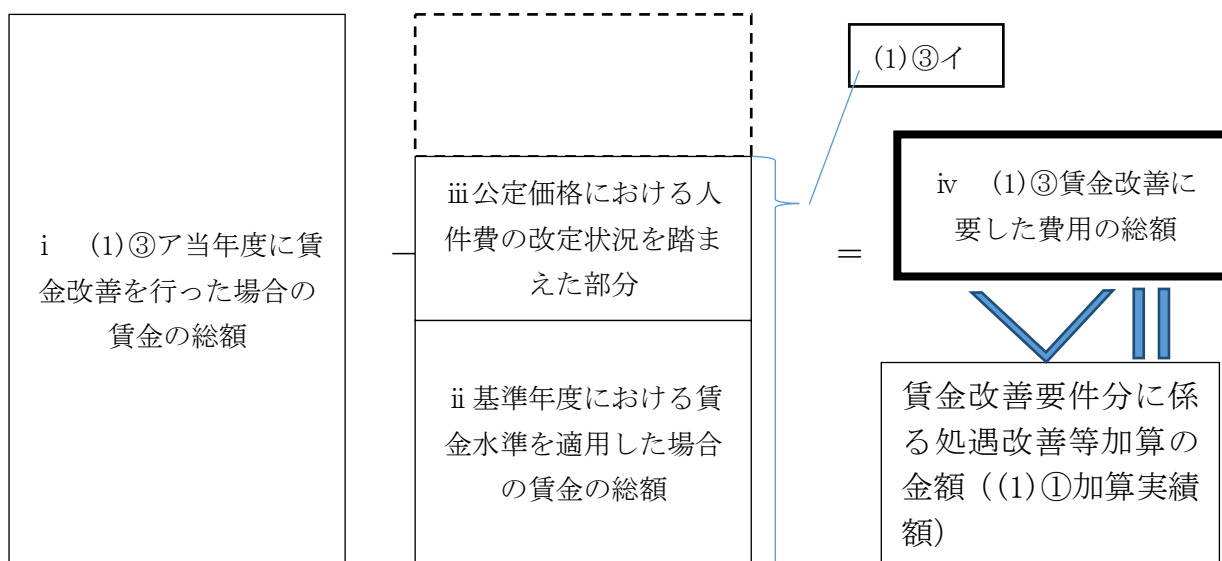 ⅰ　(1)③ア当年度に賃
金改善を行った場合の
賃金の総額
－
ⅲ公定価格における人
件費の改定状況を踏ま
えた部分
ⅱ基準年度における賃
金水準を適用した場合
の賃金の総額
(1)③イ
＝
ⅳ　(1)③賃金改善に
要した費用の総額
賃金改善要件分に係
る処遇改善等加算の
金額（(1)①加算実績
額）